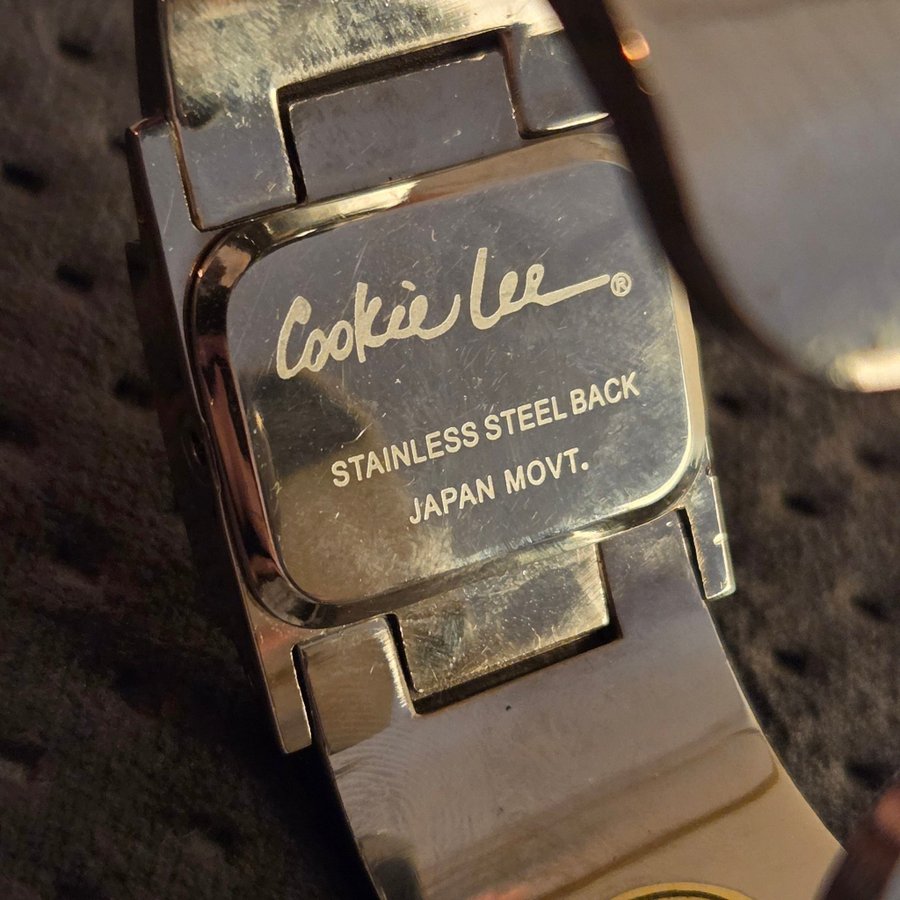 Cookie Lee®
STAINLESS STEEL BACK
JAPAN MOVT.